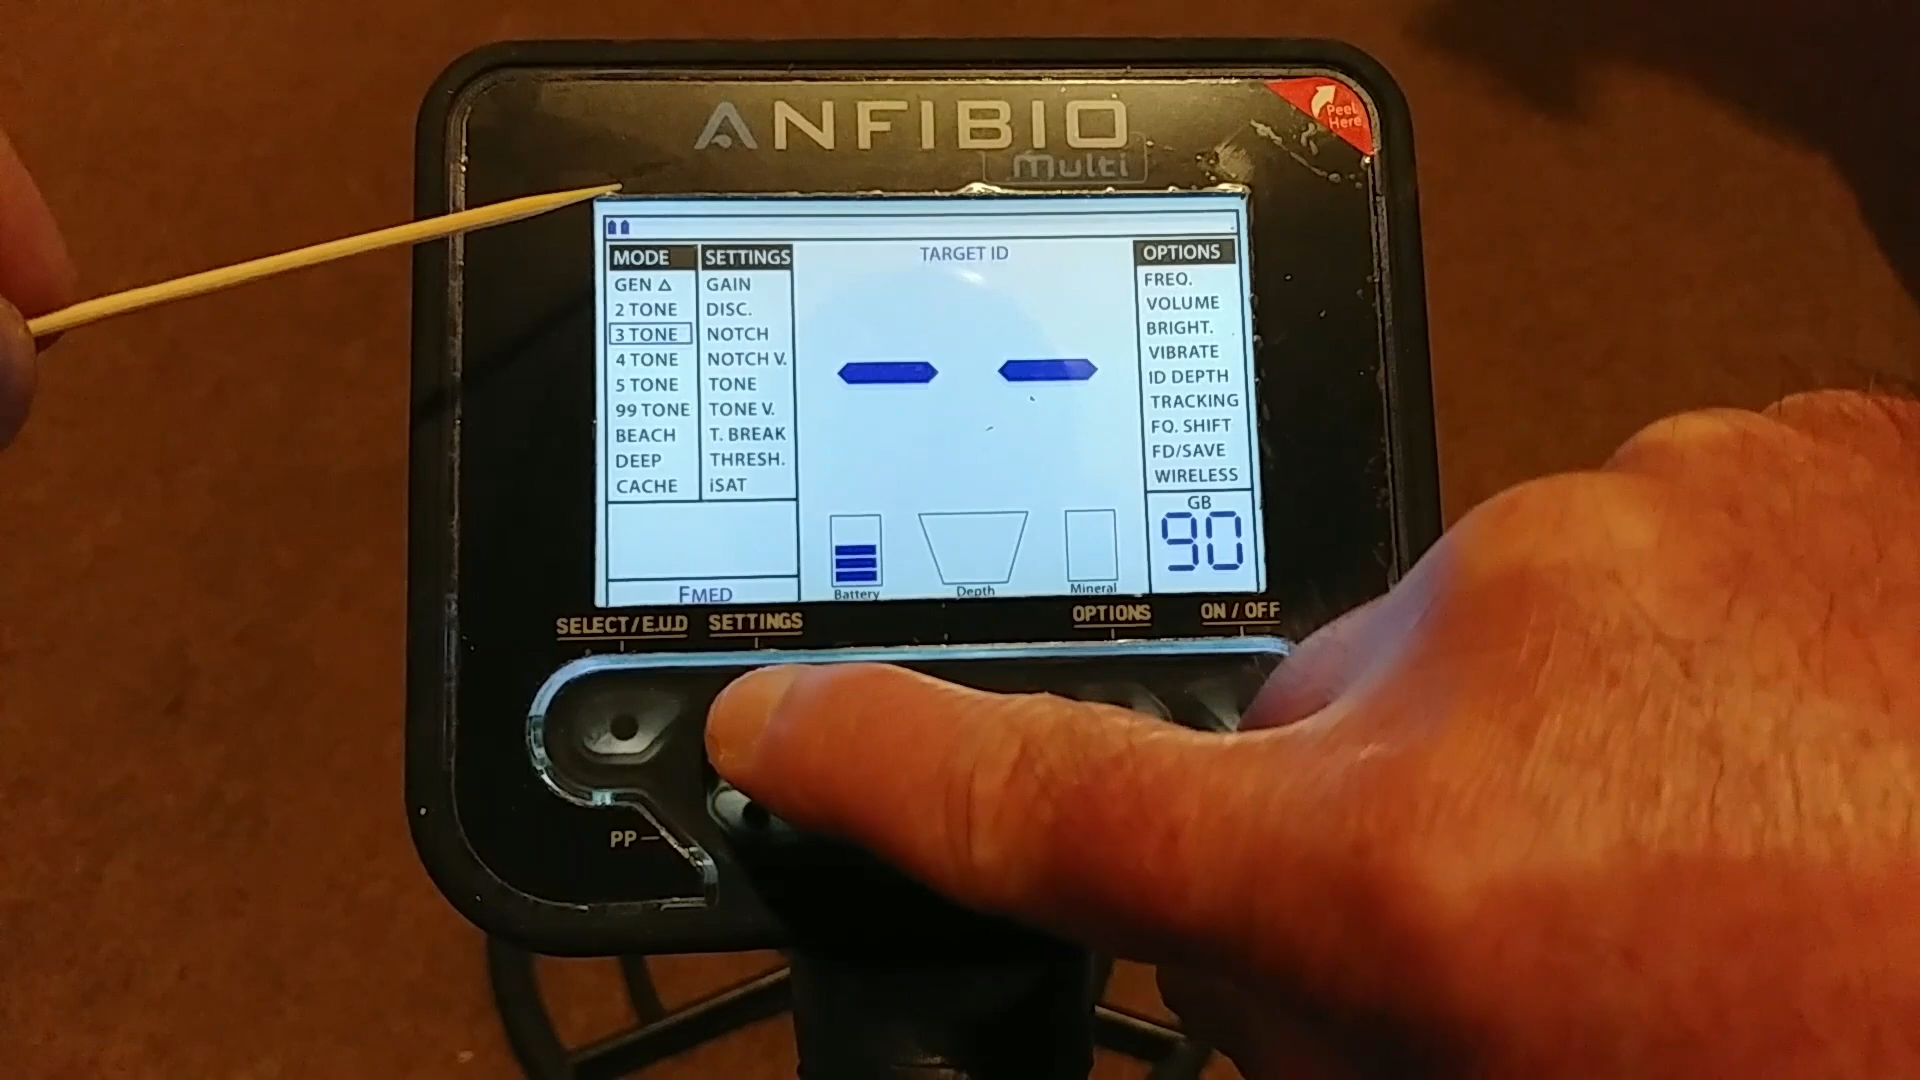 ANFIBIO
Multi
Peel
Here
MODE
GEN △
2 TONE
3 TONE
4 TONE
5 TONE
99 TONE
BEACH
DEEP
CACHE
SETTINGS
GAIN
DISC.
NOTCH
NOTCH V.
TONE
TONE V.
T. BREAK
THRESH.
iSAT
TARGET ID
OPTIONS
FREQ.
VOLUME
BRIGHT.
VIBRATE
ID DEPTH
TRACKING
FQ. SHIFT
FD/SAVE
WIRELESS
GB
90
FMED
Battery
Depth
Mineral
SELECT/E.U.D
SETTINGS
OPTIONS
ON / OFF
PP